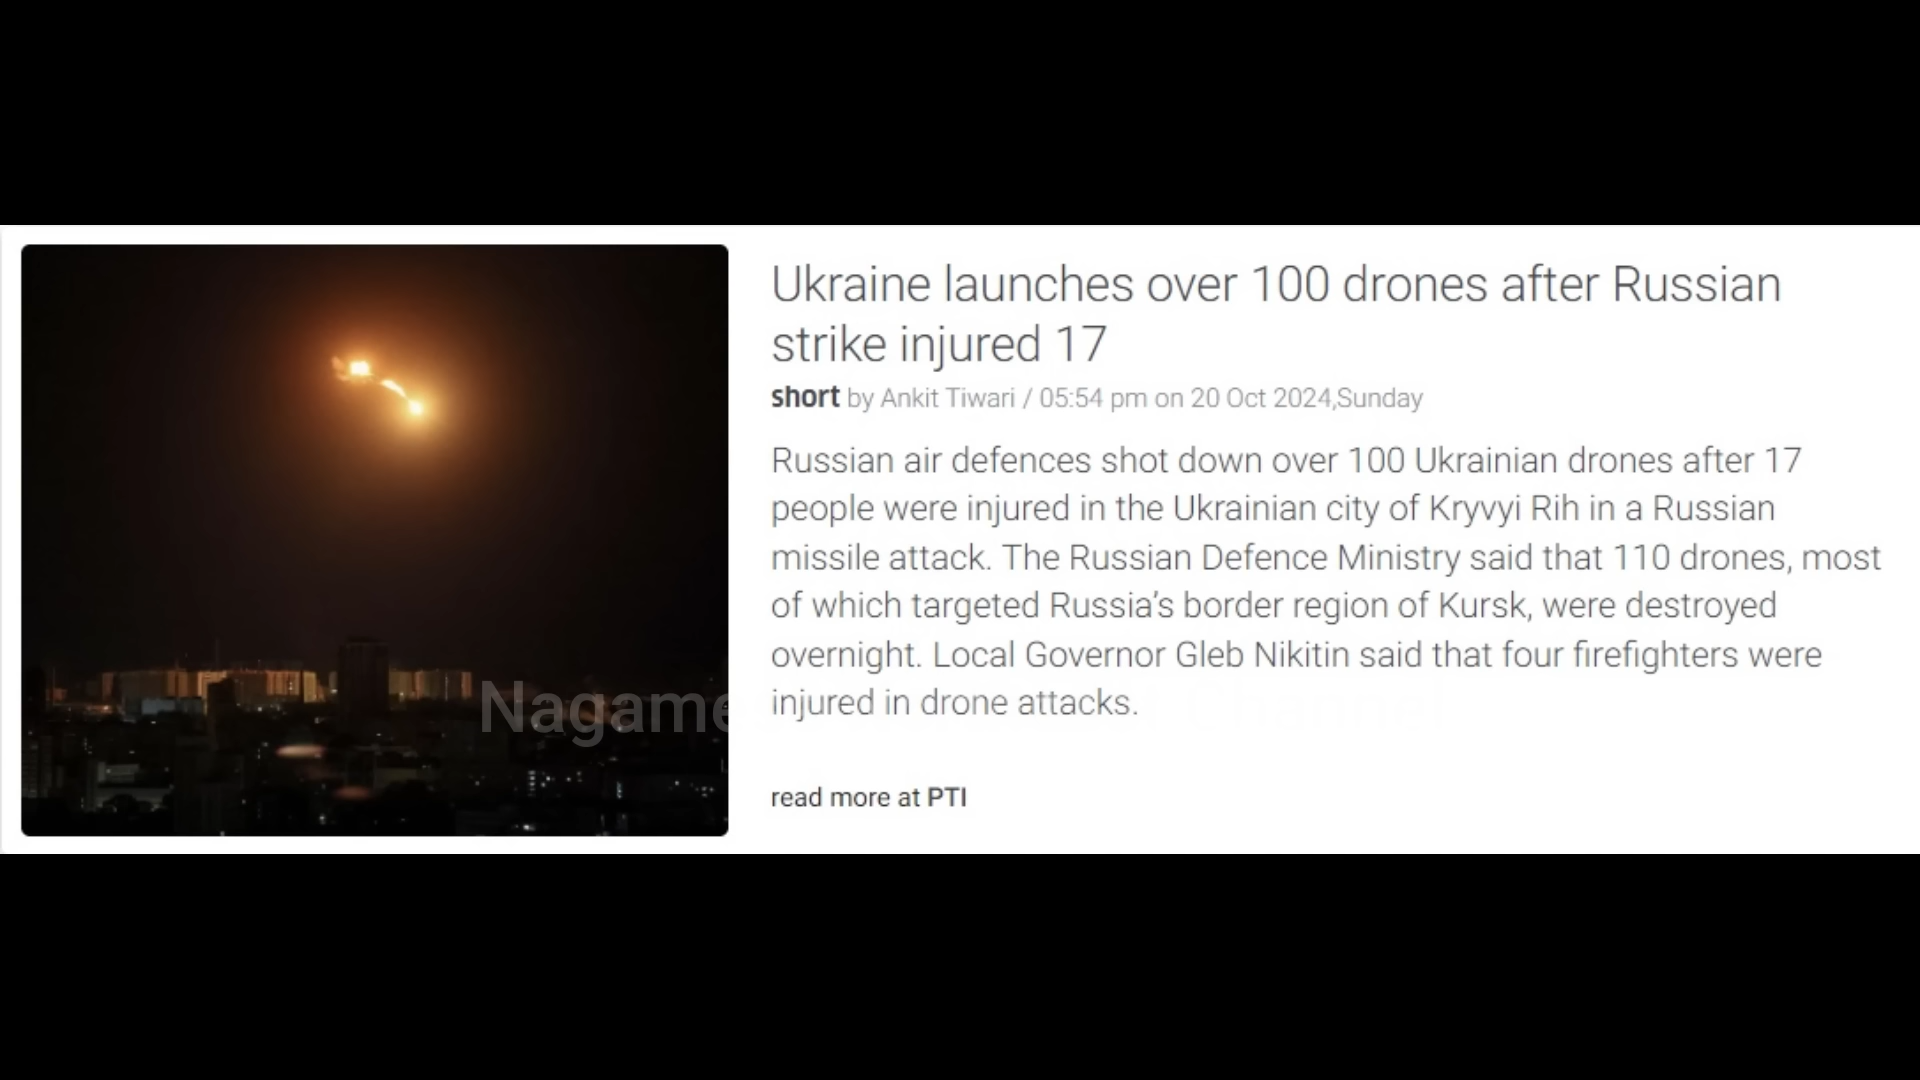 Ukraine launches over 100 drones after Russian
strike injured 17
short by Ankit Tiwari / 05:54 pm on 20 Oct 2024,Sunday
Russian air defences shot down over 100 Ukrainian drones after 17
people were injured in the Ukrainian city of Kryvyi Rih in a Russian
missile attack. The Russian Defence Ministry said that 110 drones, most
of which targeted Russia’s border region of Kursk, were destroyed
overnight. Local Governor Gleb Nikitin said that four firefighters were
injured in drone attacks.
read more at PTI